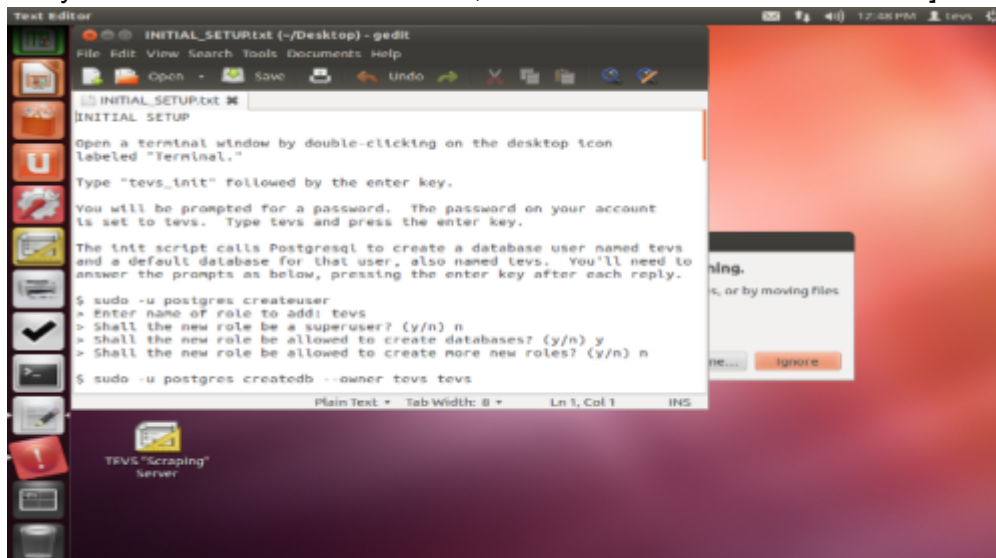 Text Editor
12:48 PM
tevs
INITIAL_SETUP.txt (~/Desktop) - gedit
File Edit View Search Tools Documents Help
Open
Save
Undo
INITIAL_SETUP.txt
INITIAL SETUP
Open a terminal window by double-clicking on the desktop icon
labeled "Terminal."
Type "tevs_init" followed by the enter key.
You will be prompted for a password. The password on your account
is set to tevs. Type tevs and press the enter key.
The init script calls Postgresql to create a database user named tevs
and a default database for that user, also named tevs. You'll need to
answer the prompts as below, pressing the enter key after each reply.
$ sudo -u postgres createuser
> Enter name of role to add: tevs
> Shall the new role be a superuser? (y/n) n
> Shall the new role be allowed to create databases? (y/n) y
> Shall the new role be allowed to create more new roles? (y/n) n
$ sudo -u postgres createdb --owner tevs tevs
Plain Text
Tab Width: 8
Ln 1, Col 1
INS
or by moving files
Ignore
TEVS "Scraping"
Server